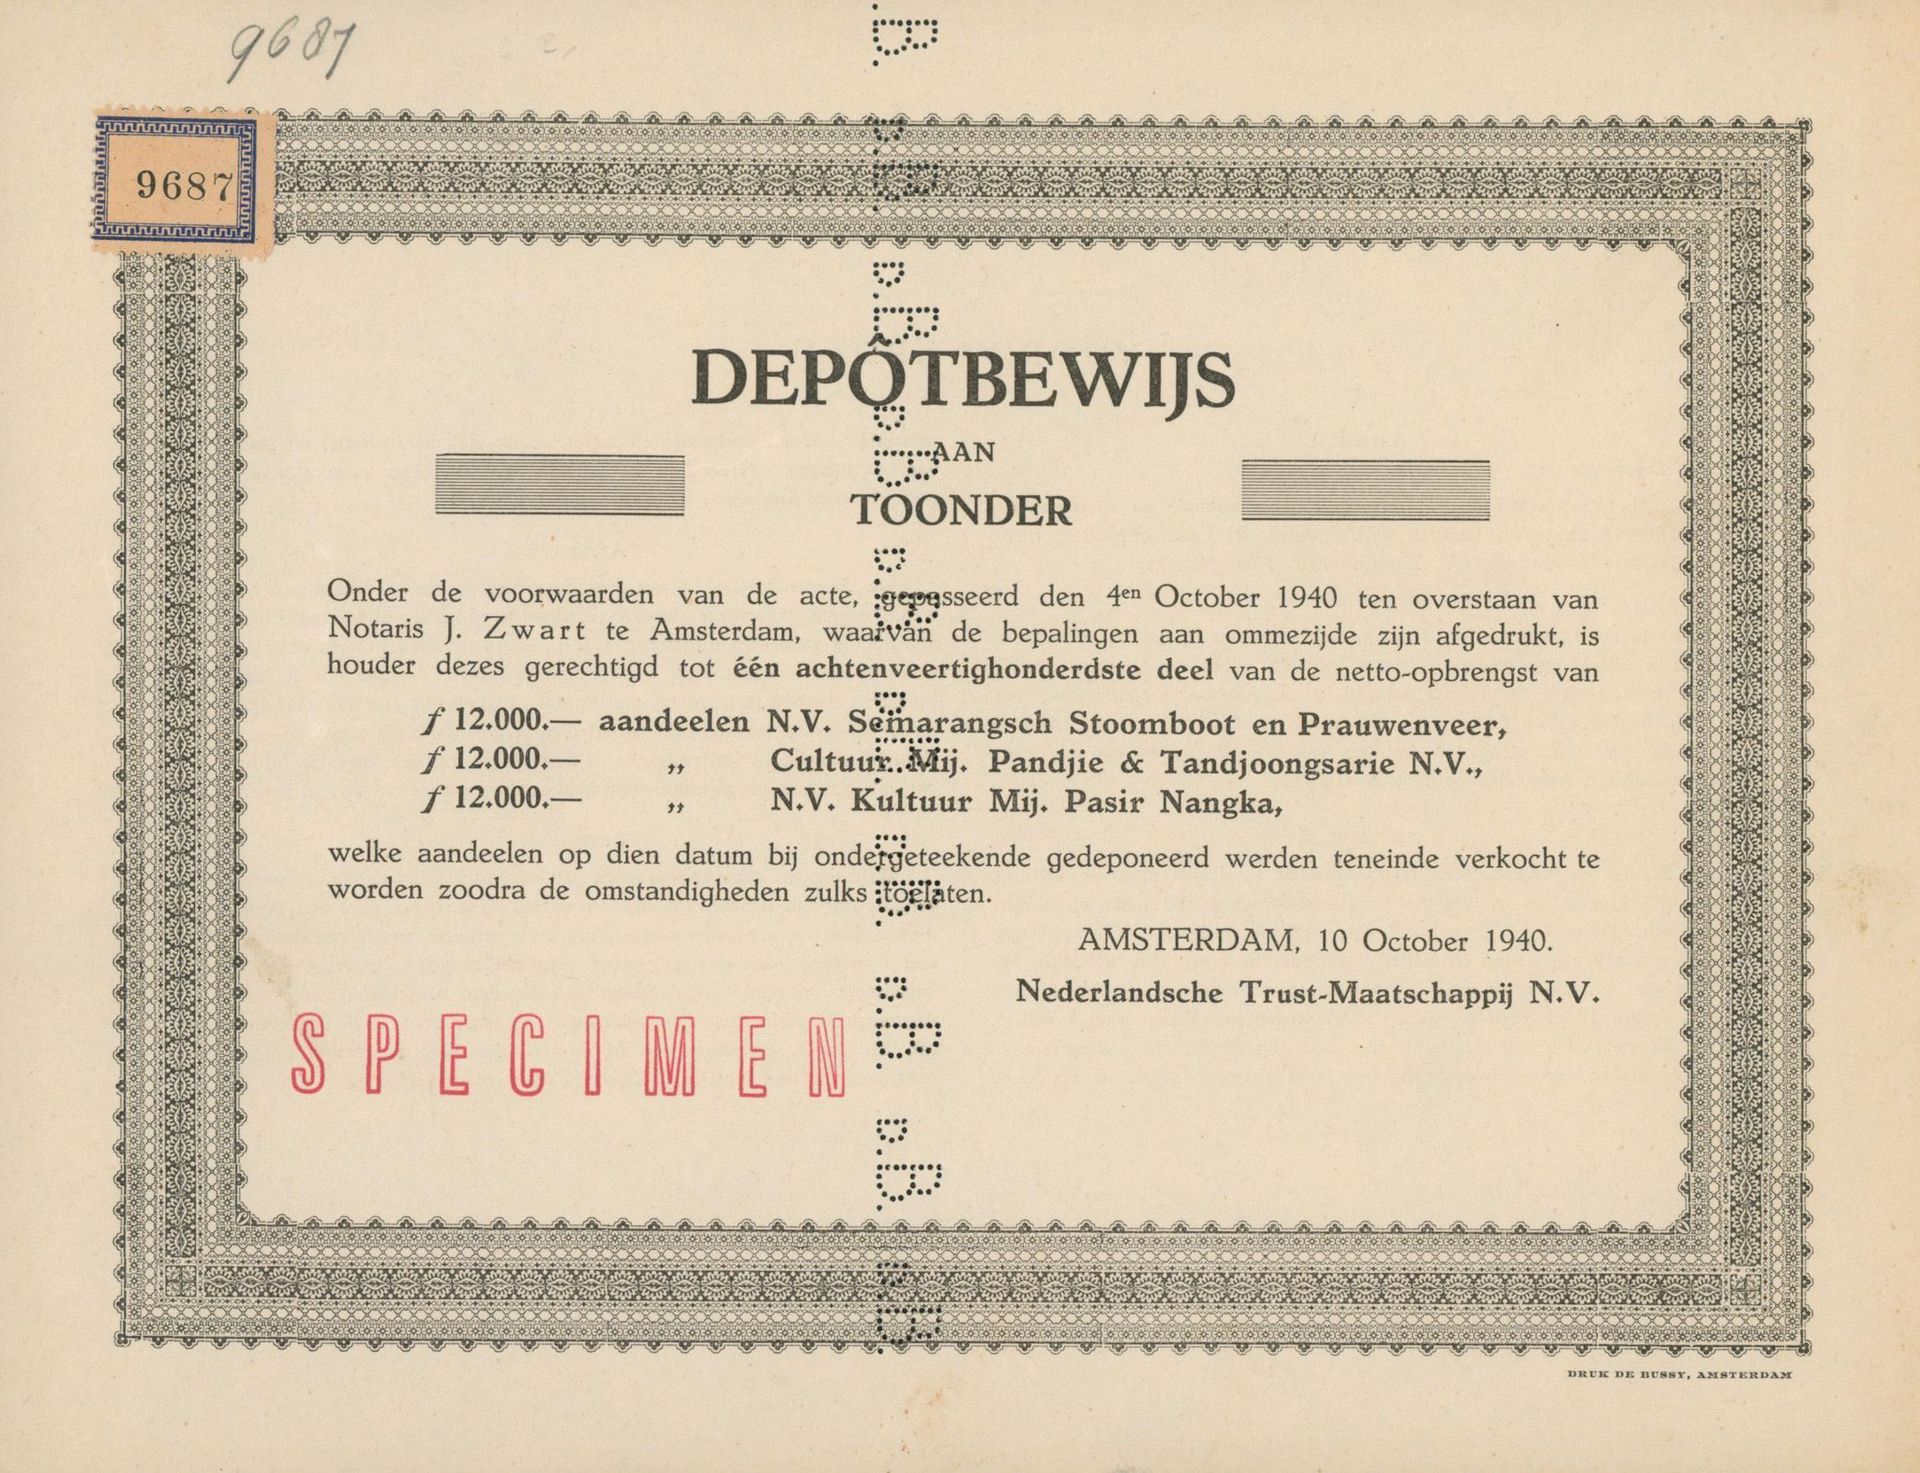 9687
9687
DEPÔTBEWIJS
AAN
TOONDER
Onder de voorwaarden van de acte, gepasseerd den 4en October 1940 ten overstaan van
Notaris J. Zwart te Amsterdam, waarvan de bepalingen aan ommezijde zijn afgedrukt, is
houder dezes gerechtigd tot één achtenveertighonderdste deel van de netto-opbrengst van
ƒ 12.000.— aandeelen N.V. Semarangsch Stoomboot en Prauwenveer,
ƒ 12.000.— „ Cultuur Mij. Pandjie & Tandjoongsarie N.V.,
ƒ 12.000.— „ N.V. Kultuur Mij. Pasir Nangka,
welke aandeelen op dien datum bij ondergeteekende gedeponeerd werden teneinde verkocht te
worden zoodra de omstandigheden zulks toelaten.
AMSTERDAM, 10 October 1940.
Nederlandsche Trust-Maatschappij N.V.
SPECIMEN
DRUK DE BUSSY, AMSTERDAM